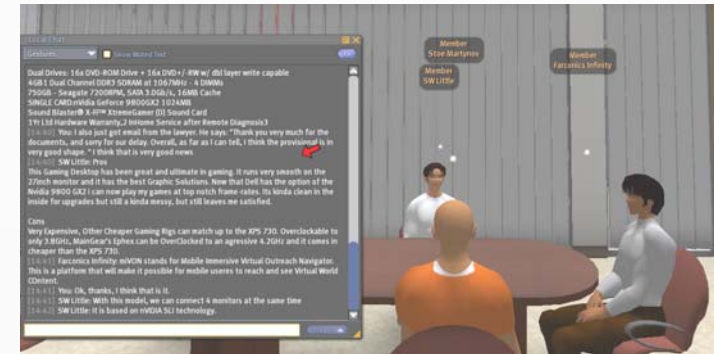 Local Chat
Gestures
Show Muted Text
Dual Drives: 16x DVD-ROM Drive + 16x DVD+/-RW w/ dbl layer write capable
4GB1 Dual Channel DDR3 SDRAM at 1067MHz - 4 DIMMs
750GB - Seagate 7200RPM, SATA 3.0Gb/s, 16MB Cache
SINGLE CARD:nVidia GeForce 9800GX2 1024MB
Sound Blaster® X-Fi™ XtremeGamer (D) Sound Card
1Yr Ltd Hardware Warranty,2 InHome Service after Remote Diagnosis3
[14:40] You: I also just got email from the lawyer. He says: "Thank you very much for the
documents, and sorry for our delay. Overall, as far as I can tell, I think the provisional is in
very good shape. " I think that is very good news
[14:40] SW Little: Pros
This Gaming Desktop has been great and ultimate in gaming. It runs very smooth on the
27inch monitor and it has the best Graphic Solutions. Now that Dell has the option of the
Nvidia 9800 GX2 i can now play my games at top notch frame-rates. Its kinda clean in the
inside for upgrades but still a kinda messy, but still leaves me satisfied.
Cons
Very Expensive, Other Cheaper Gaming Rigs can match up to the XPS 730. Overclockable to
only 3.8GHz, MainGear's Ephex can be OverClocked to an agressive 4.2GHz and it comes in
cheaper than the XPS 730.
[14:41] Farconics Infinity: miVON stands for Mobile Immersive Virtual Outreach Navigator.
This is a platform that will make it possible for mobile useres to reach and see Virtual World
COntent.
[14:41] You: Ok, thanks, I think that is it.
[14:41] SW Little: With this model, we can connect 4 monitors at the same time
[14:42] SW Little: It is based on nVIDIA SLI technology.
Member
Stoe Martynov
Member
SW Little
Member
Farconics Infinity